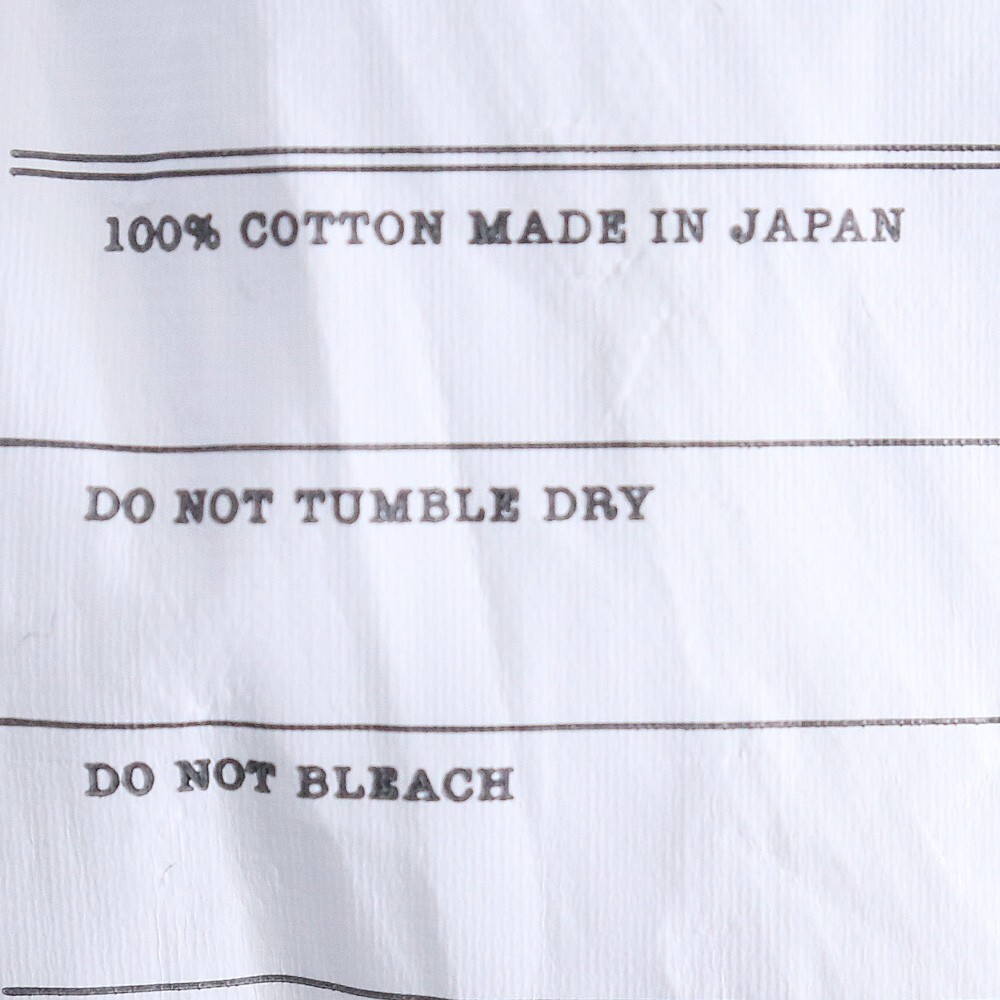 100% COTTON MADE IN JAPAN
DO NOT TUMBLE DRY
DO NOT BLEACH